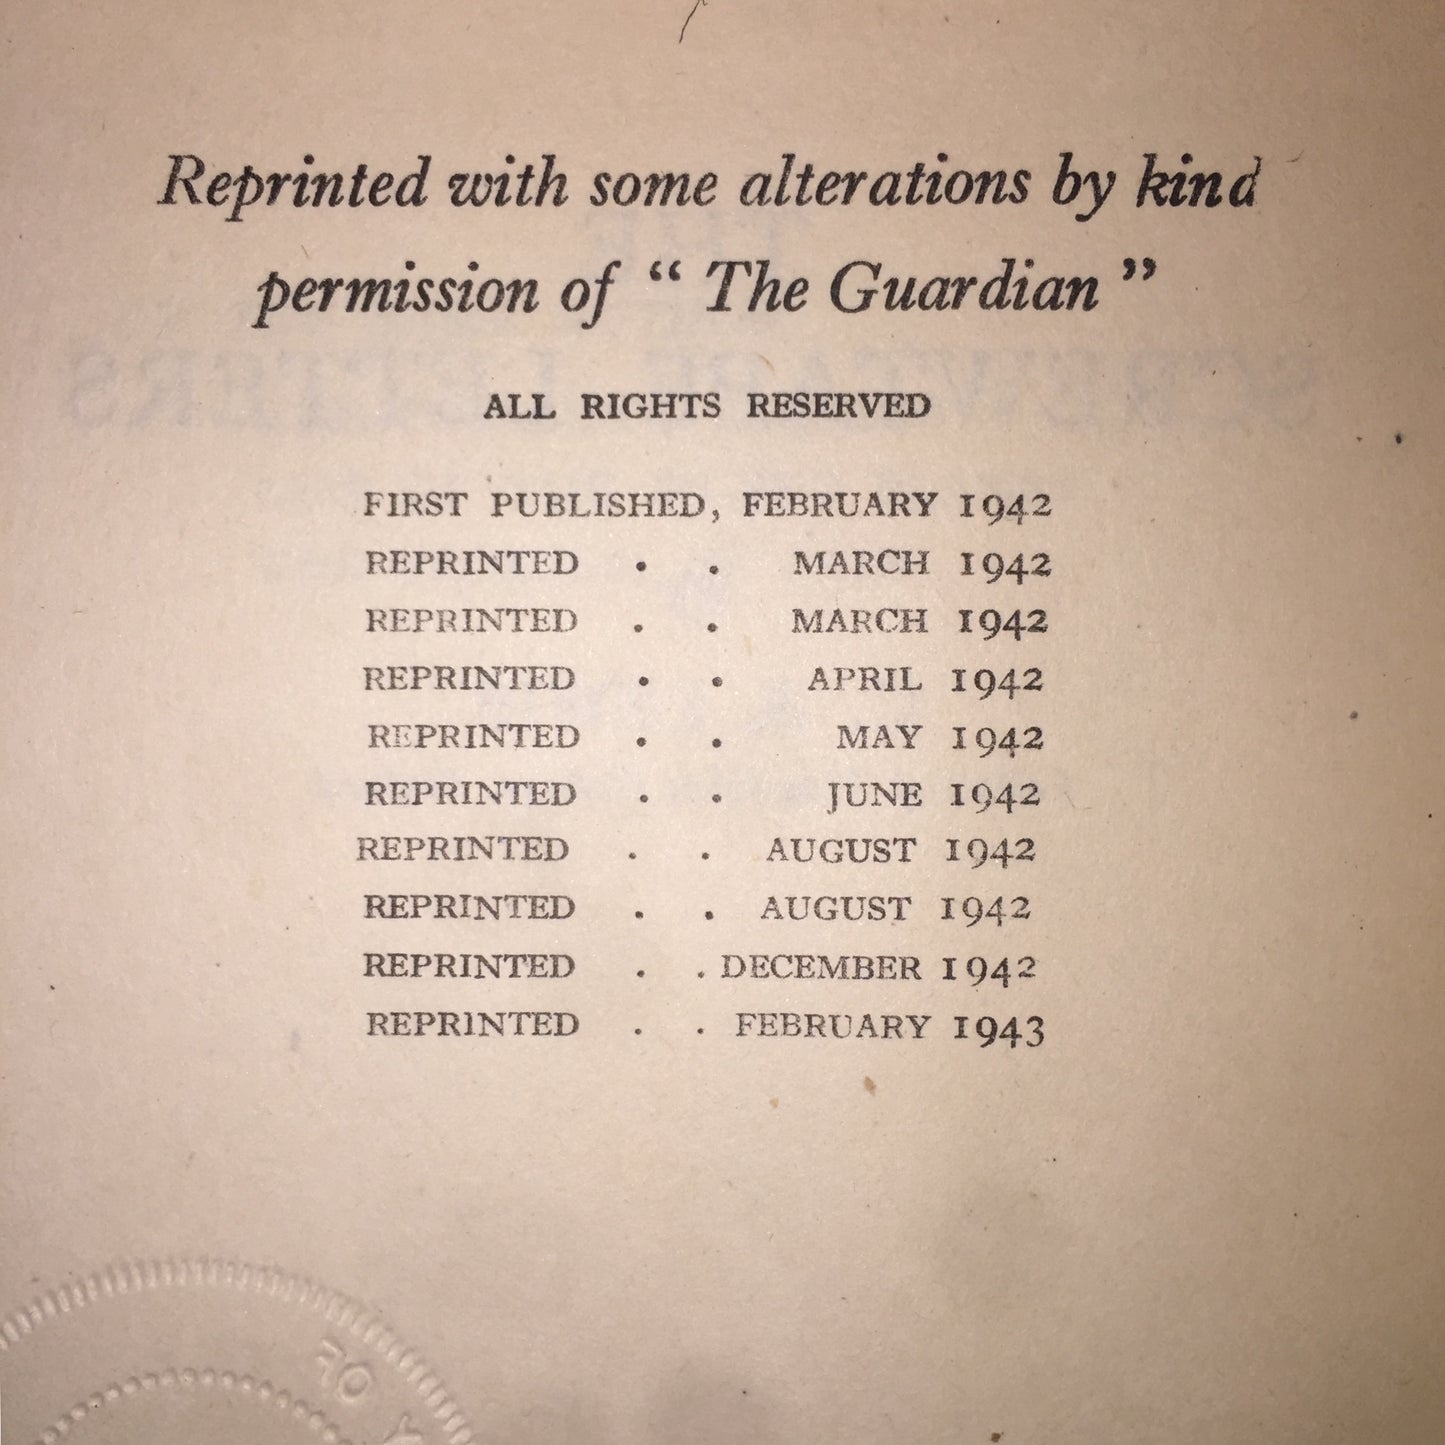 Reprinted with some alterations by kind
permission of “ The Guardian ”
ALL RIGHTS RESERVED
FIRST PUBLISHED, FEBRUARY 1942
REPRINTED . . MARCH 1942
REPRINTED . . MARCH 1942
REPRINTED . . APRIL 1942
REPRINTED . . MAY 1942
REPRINTED . . JUNE 1942
REPRINTED . . AUGUST 1942
REPRINTED . . AUGUST 1942
REPRINTED . . DECEMBER 1942
REPRINTED . . FEBRUARY 1943